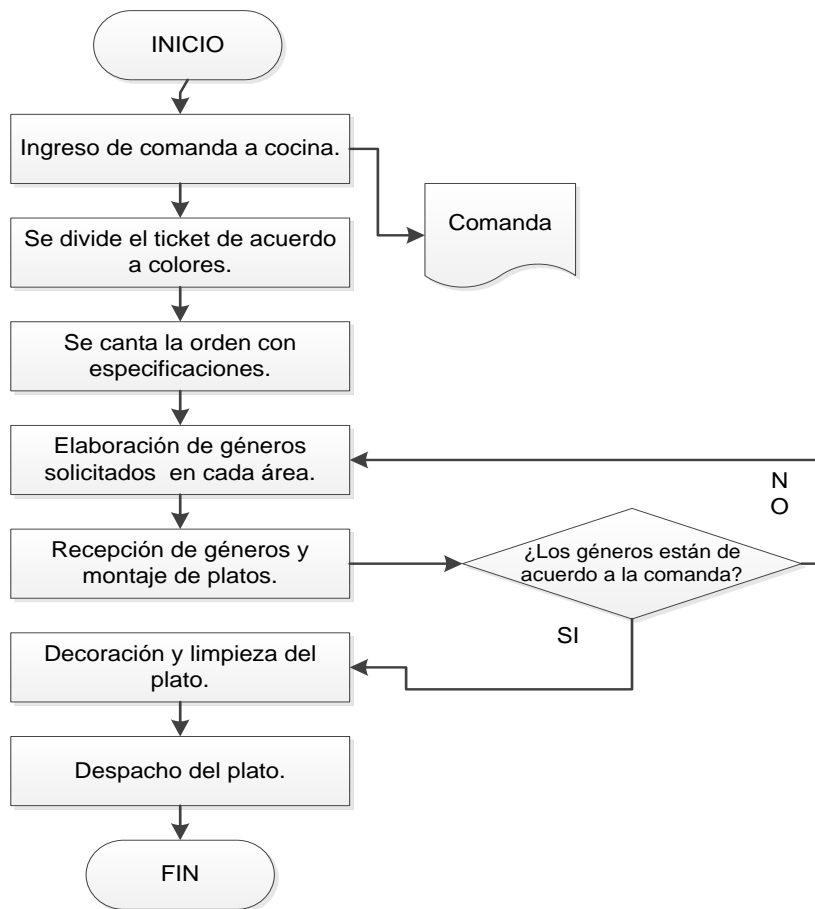 INICIO
Ingreso de comanda a cocina.
Comanda
Se divide el ticket de acuerdo
a colores.
Se canta la orden con
especificaciones.
Elaboración de géneros
solicitados  en cada área.
N
O
Recepción de géneros y
montaje de platos.
¿Los géneros están de
acuerdo a la comanda?
SI
Decoración y limpieza del
plato.
Despacho del plato.
FIN